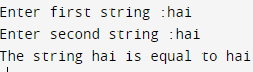 Enter first string :hai
Enter second string :hai
The string hai is equal to hai